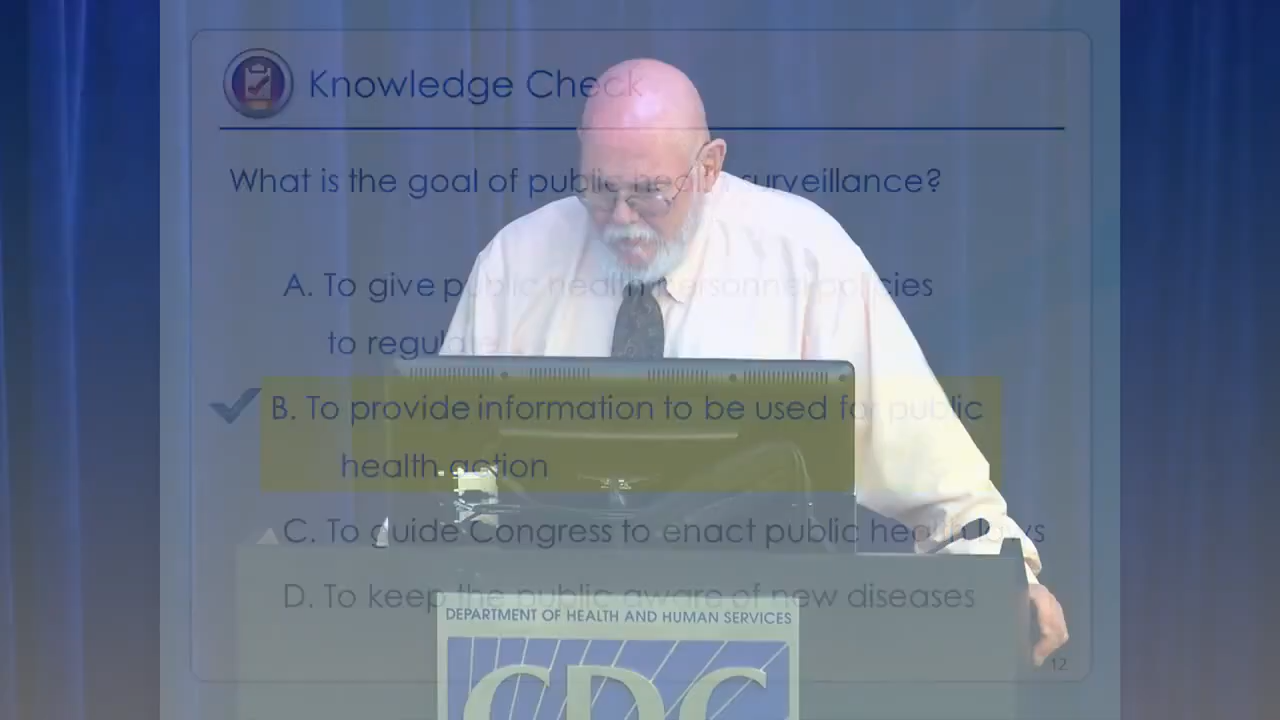 Knowledge Check
What is the goal of public health surveillance?
A. To give public health personnel policies
to regulate
B. To provide information to be used for public
health action
C. To guide Congress to enact public health laws
D. To keep the public aware of new diseases
DEPARTMENT OF HEALTH AND HUMAN SERVICES
CDC
12